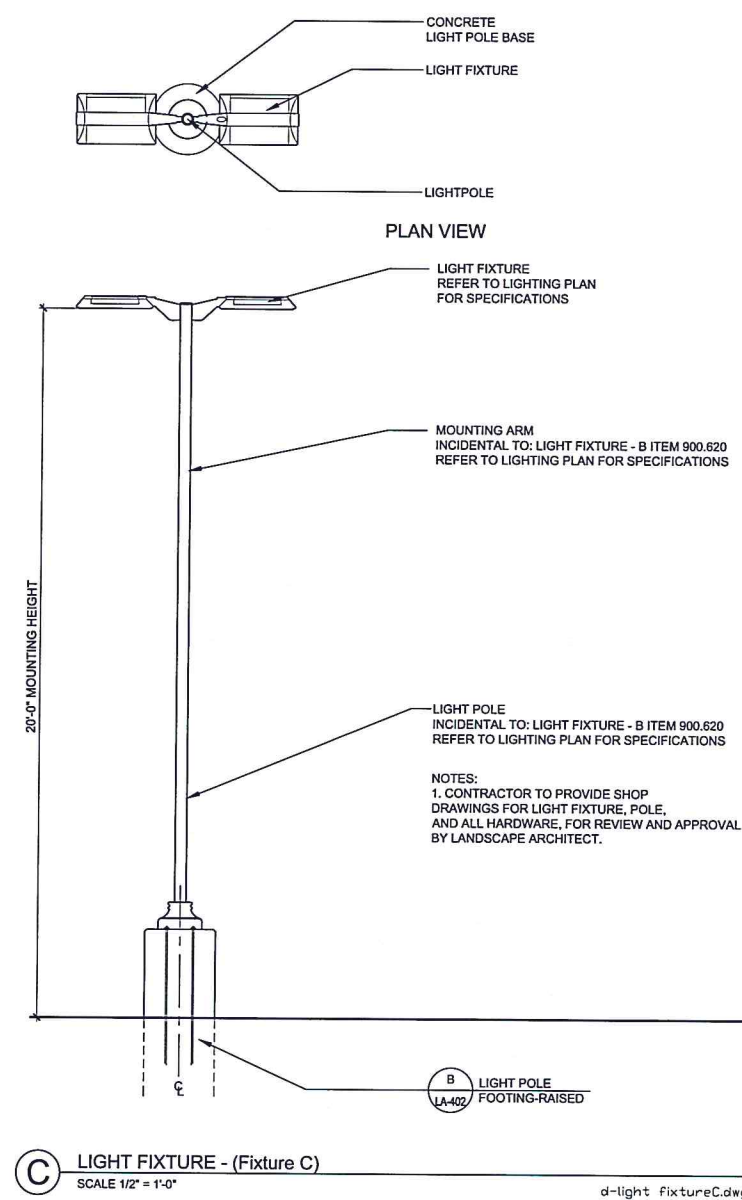 CONCRETE
LIGHT POLE BASE
LIGHT FIXTURE
LIGHTPOLE
PLAN VIEW
LIGHT FIXTURE
REFER TO LIGHTING PLAN
FOR SPECIFICATIONS
MOUNTING ARM
INCIDENTAL TO: LIGHT FIXTURE - B ITEM 900.620
REFER TO LIGHTING PLAN FOR SPECIFICATIONS
20'-0" MOUNTING HEIGHT
LIGHT POLE
INCIDENTAL TO: LIGHT FIXTURE - B ITEM 900.620
REFER TO LIGHTING PLAN FOR SPECIFICATIONS
NOTES:
1. CONTRACTOR TO PROVIDE SHOP
DRAWINGS FOR LIGHT FIXTURE, POLE,
AND ALL HARDWARE, FOR REVIEW AND APPROVAL
BY LANDSCAPE ARCHITECT.
℄
B
LA-402
LIGHT POLE
FOOTING-RAISED
C
LIGHT FIXTURE - (Fixture C)
SCALE 1/2" = 1'-0"
d-light fixtureC.dw